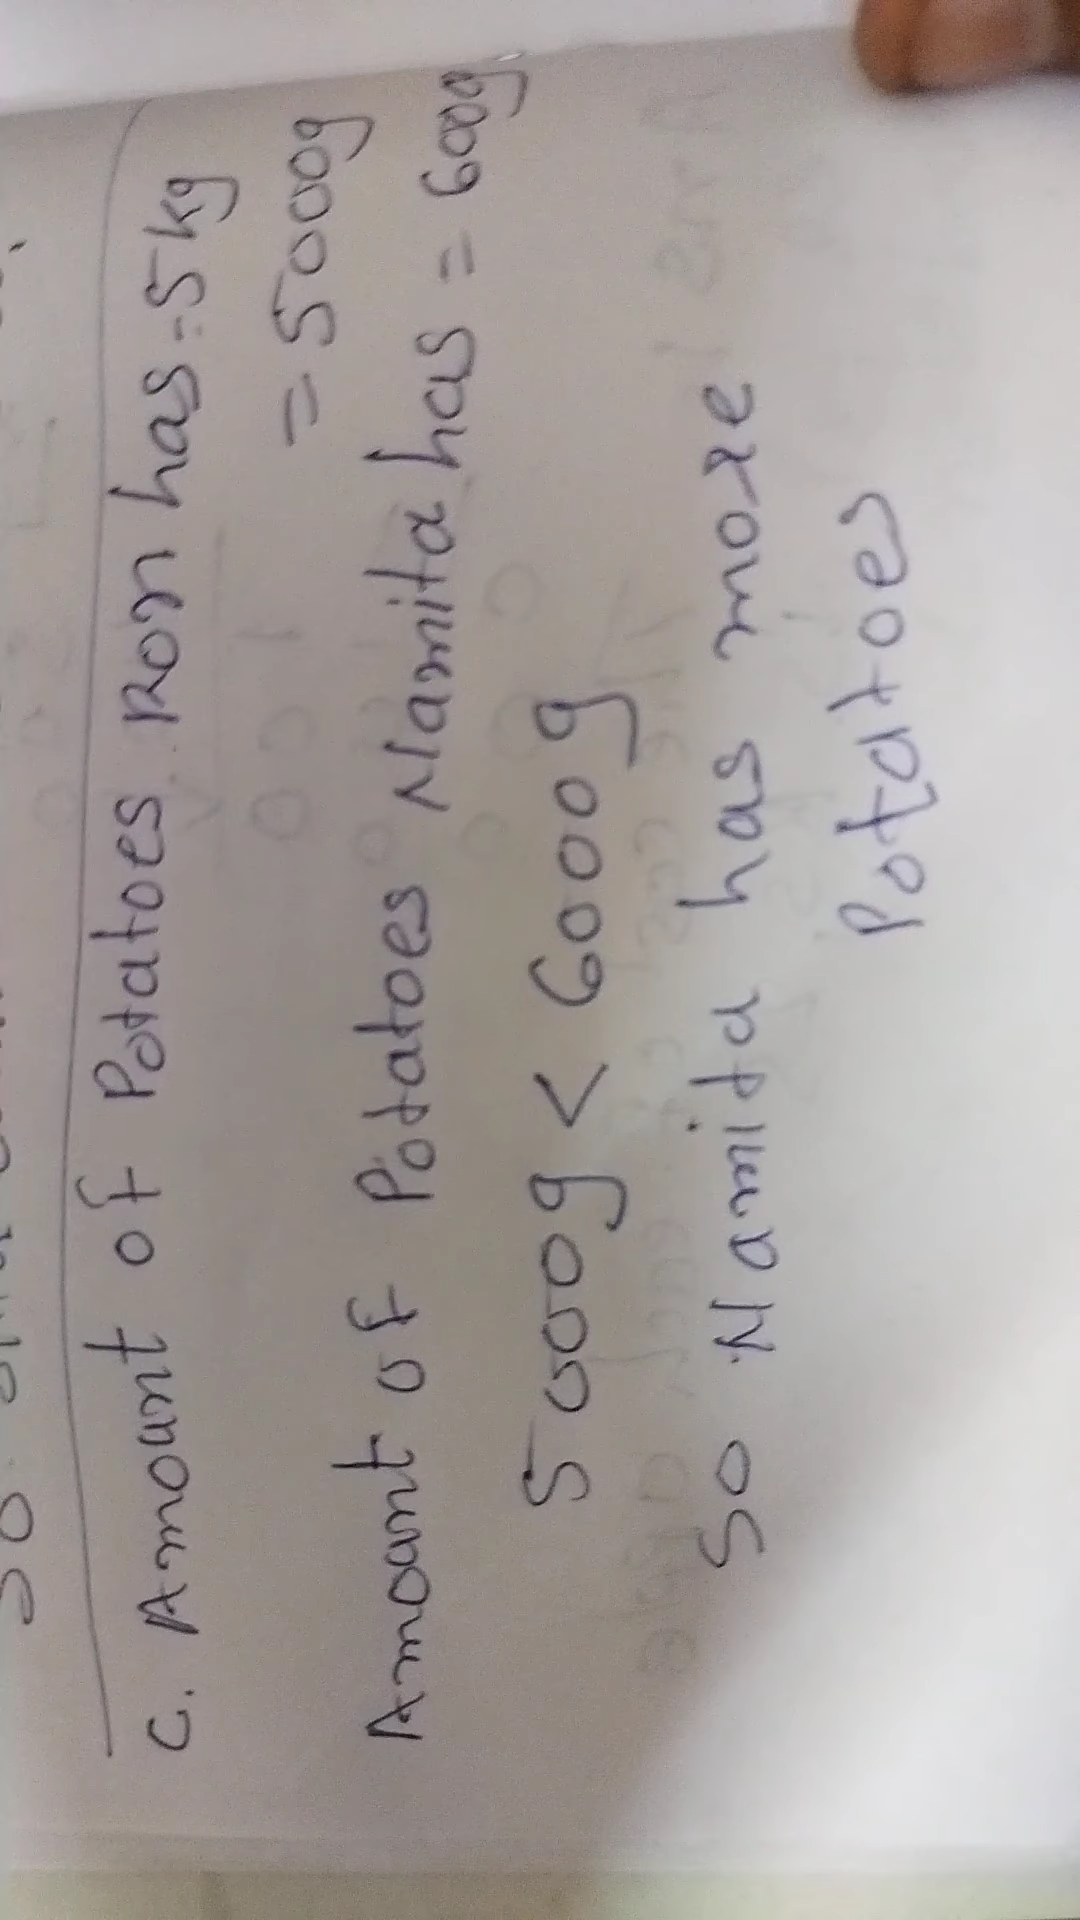 C. Amount of Potatoes Ron has = 5 kg
= 5000g
Amount of Potatoes Namita has = 600g
5000g < 6000g
So Namita has more
Potatoes